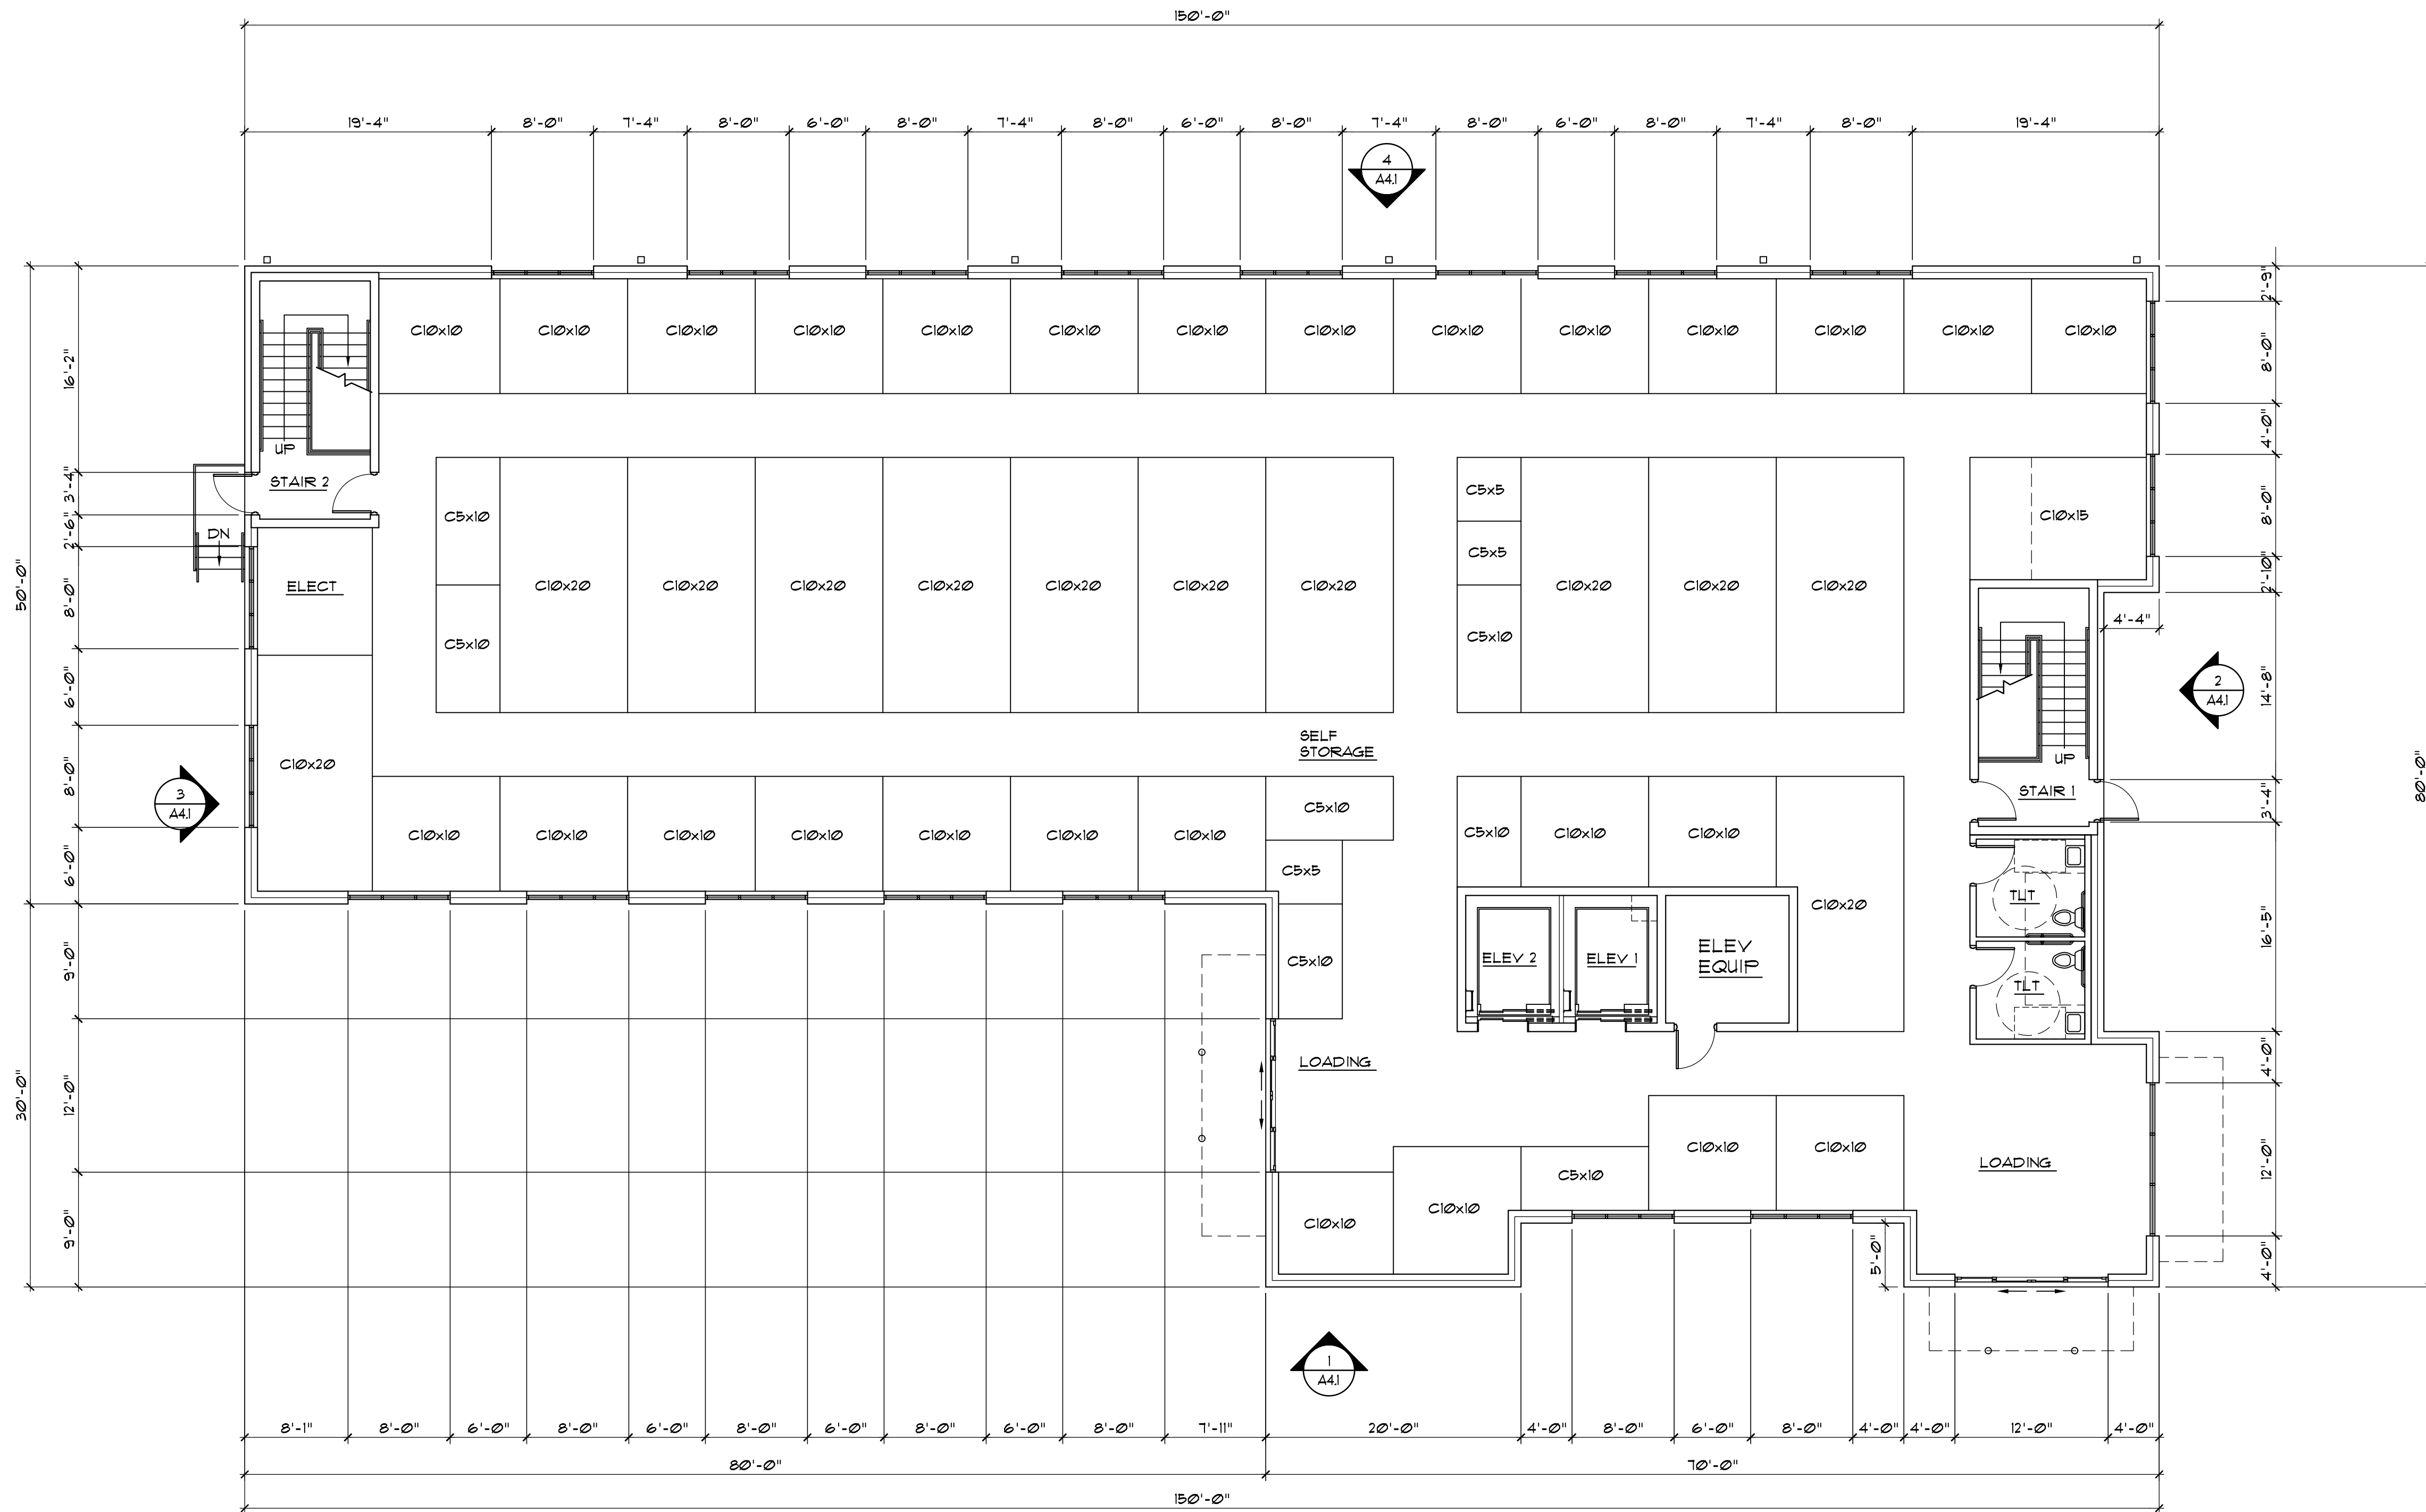 150'-0"
19'-4" 8'-0" 7'-4" 8'-0" 6'-0" 8'-0" 7'-4" 8'-0" 6'-0" 8'-0" 7'-4" 8'-0" 6'-0" 8'-0" 7'-4" 8'-0" 19'-4"
4
A4.1
C10x10 C10x10 C10x10 C10x10 C10x10 C10x10 C10x10 C10x10 C10x10 C10x10 C10x10 C10x10 C10x10 C10x10
UP
STAIR 2
DN
ELECT
C10x20
C5x10
C5x10
C10x20 C10x20 C10x20 C10x20 C10x20 C10x20 C10x20
C5x5
C5x5
C5x10
C10x20 C10x20 C10x20
C10x15
4'-4"
UP
STAIR 1
SELF
STORAGE
C10x10 C10x10 C10x10 C10x10 C10x10 C10x10 C10x10
C5x10
C5x5
C5x10
C5x10 C10x10 C10x10
C10x20
ELEV 2
ELEV 1
ELEV
EQUIP
TLT
TLT
LOADING
LOADING
C10x10
C10x10
C5x10
C10x10 C10x10
5'-0"
50'-0"
30'-0"
16'-2"
3'-4"
2'-6"
8'-0"
6'-0"
8'-0"
6'-0"
9'-0"
12'-0"
9'-0"
3
A4.1
2'-9"
8'-0"
4'-0"
8'-0"
2'-10"
14'-8"
3'-4"
16'-5"
4'-0"
12'-0"
4'-0"
2
A4.1
80'-0"
1
A4.1
8'-1" 8'-0" 6'-0" 8'-0" 6'-0" 8'-0" 6'-0" 8'-0" 6'-0" 8'-0" 7'-11" 20'-0" 4'-0" 8'-0" 6'-0" 8'-0" 4'-0" 4'-0" 12'-0" 4'-0"
80'-0" 70'-0"
150'-0"